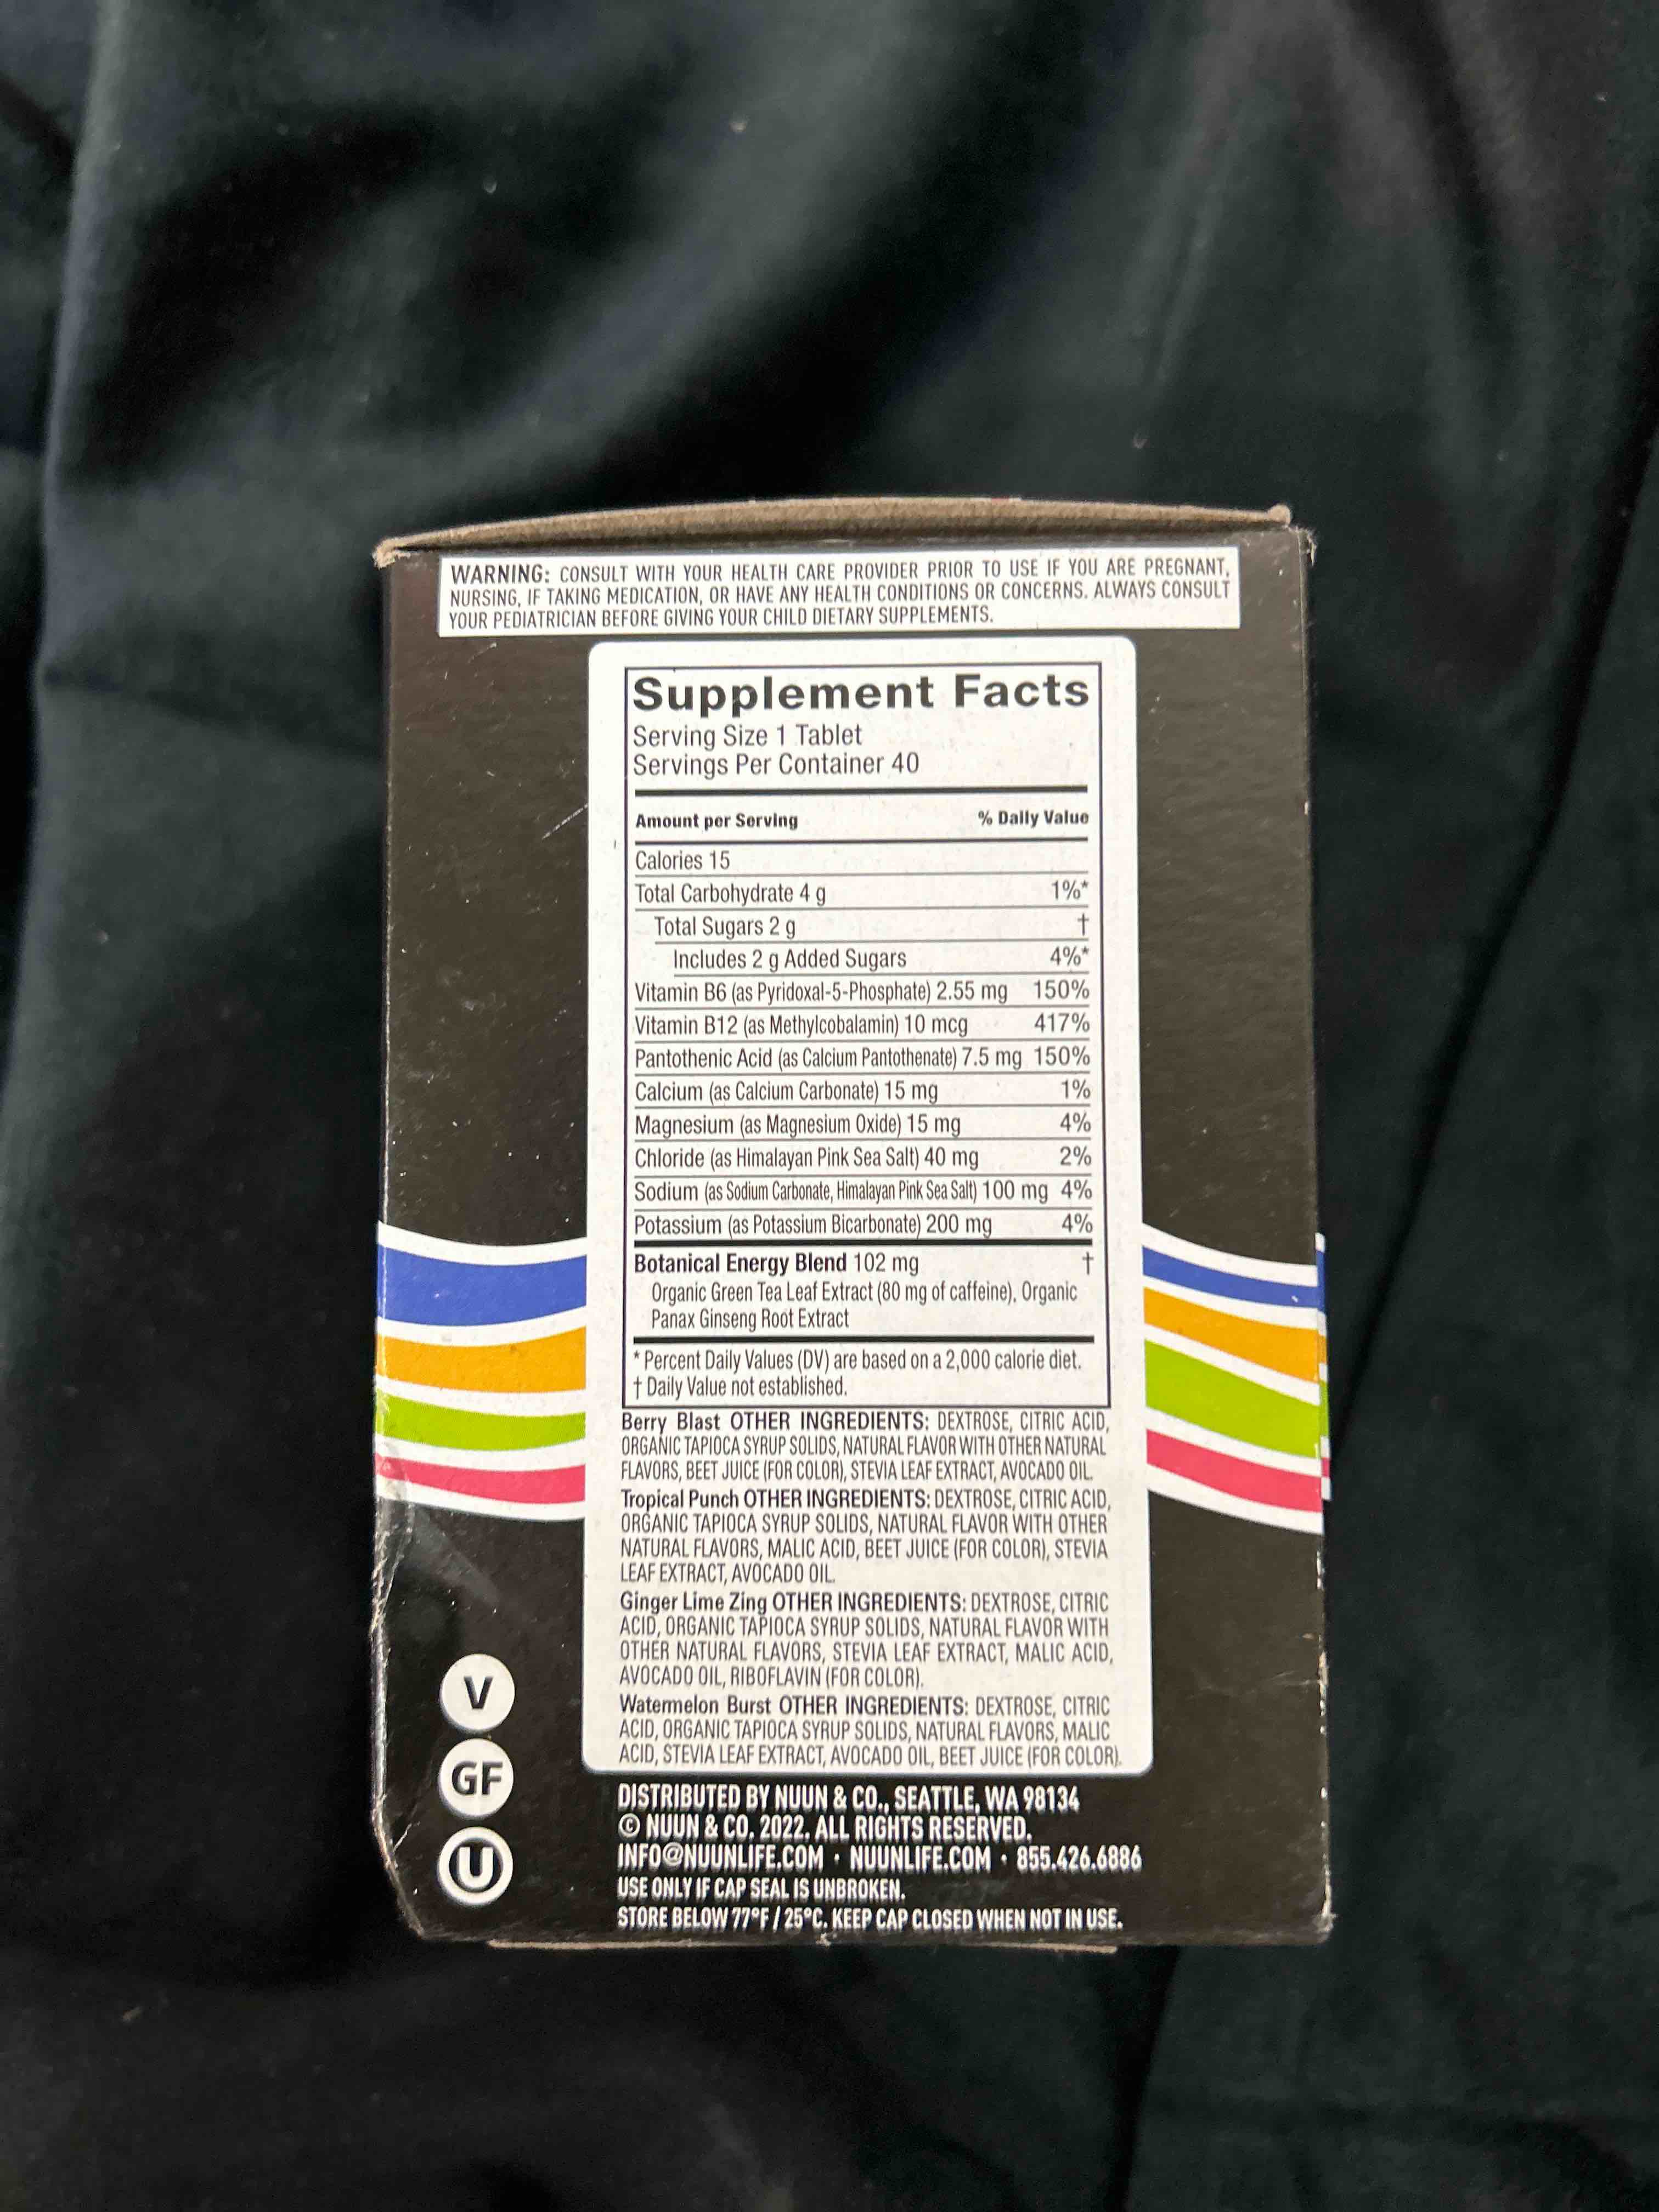 WARNING: CONSULT WITH YOUR HEALTH CARE PROVIDER PRIOR TO USE IF YOU ARE PREGNANT,
NURSING, IF TAKING MEDICATION, OR HAVE ANY HEALTH CONDITIONS OR CONCERNS. ALWAYS CONSULT
YOUR PEDIATRICIAN BEFORE GIVING YOUR CHILD DIETARY SUPPLEMENTS.
Supplement Facts
Serving Size 1 Tablet
Servings Per Container 40
Amount per Serving % Daily Value
Calories 15
Total Carbohydrate 4 g 1%*
Total Sugars 2 g †
Includes 2 g Added Sugars 4%*
Vitamin B6 (as Pyridoxal-5-Phosphate) 2.55 mg 150%
Vitamin B12 (as Methylcobalamin) 10 mcg 417%
Pantothenic Acid (as Calcium Pantothenate) 7.5 mg 150%
Calcium (as Calcium Carbonate) 15 mg 1%
Magnesium (as Magnesium Oxide) 15 mg 4%
Chloride (as Himalayan Pink Sea Salt) 40 mg 2%
Sodium (as Sodium Carbonate, Himalayan Pink Sea Salt) 100 mg 4%
Potassium (as Potassium Bicarbonate) 200 mg 4%
Botanical Energy Blend 102 mg †
Organic Green Tea Leaf Extract (80 mg of caffeine), Organic
Panax Ginseng Root Extract
* Percent Daily Values (DV) are based on a 2,000 calorie diet.
† Daily Value not established.
Berry Blast OTHER INGREDIENTS: DEXTROSE, CITRIC ACID,
ORGANIC TAPIOCA SYRUP SOLIDS, NATURAL FLAVOR WITH OTHER NATURAL
FLAVORS, BEET JUICE (FOR COLOR), STEVIA LEAF EXTRACT, AVOCADO OIL.
Tropical Punch OTHER INGREDIENTS: DEXTROSE, CITRIC ACID,
ORGANIC TAPIOCA SYRUP SOLIDS, NATURAL FLAVOR WITH OTHER
NATURAL FLAVORS, MALIC ACID, BEET JUICE (FOR COLOR), STEVIA
LEAF EXTRACT, AVOCADO OIL.
Ginger Lime Zing OTHER INGREDIENTS: DEXTROSE, CITRIC
ACID, ORGANIC TAPIOCA SYRUP SOLIDS, NATURAL FLAVOR WITH
OTHER NATURAL FLAVORS, STEVIA LEAF EXTRACT, MALIC ACID,
AVOCADO OIL, RIBOFLAVIN (FOR COLOR).
Watermelon Burst OTHER INGREDIENTS: DEXTROSE, CITRIC
ACID, ORGANIC TAPIOCA SYRUP SOLIDS, NATURAL FLAVORS, MALIC
ACID, STEVIA LEAF EXTRACT, AVOCADO OIL, BEET JUICE (FOR COLOR).
V
GF
U
DISTRIBUTED BY NUUN & CO., SEATTLE, WA 98134
© NUUN & CO. 2022. ALL RIGHTS RESERVED.
INFO@NUUNLIFE.COM • NUUNLIFE.COM • 855.426.6886
USE ONLY IF CAP SEAL IS UNBROKEN.
STORE BELOW 77°F / 25°C. KEEP CAP CLOSED WHEN NOT IN USE.